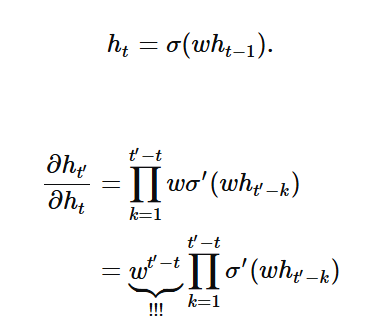 h_t = σ(wh_{t−1}).
∂h_{t′}/∂h_t = ∏_{k=1}^{t′−t} wσ′(wh_{t′−k})
= w^{t′−t} ∏_{k=1}^{t′−t} σ′(wh_{t′−k})
!!!